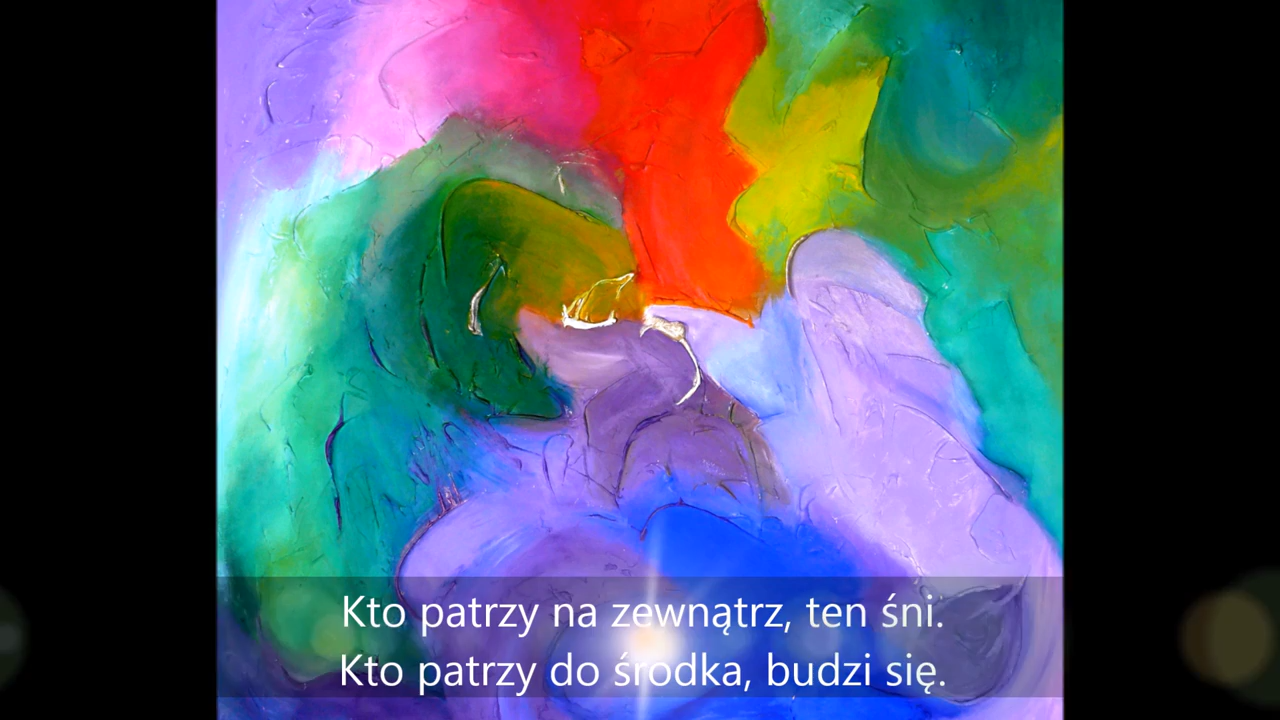 Kto patrzy na zewnątrz, ten śni.
Kto patrzy do środka, budzi się.